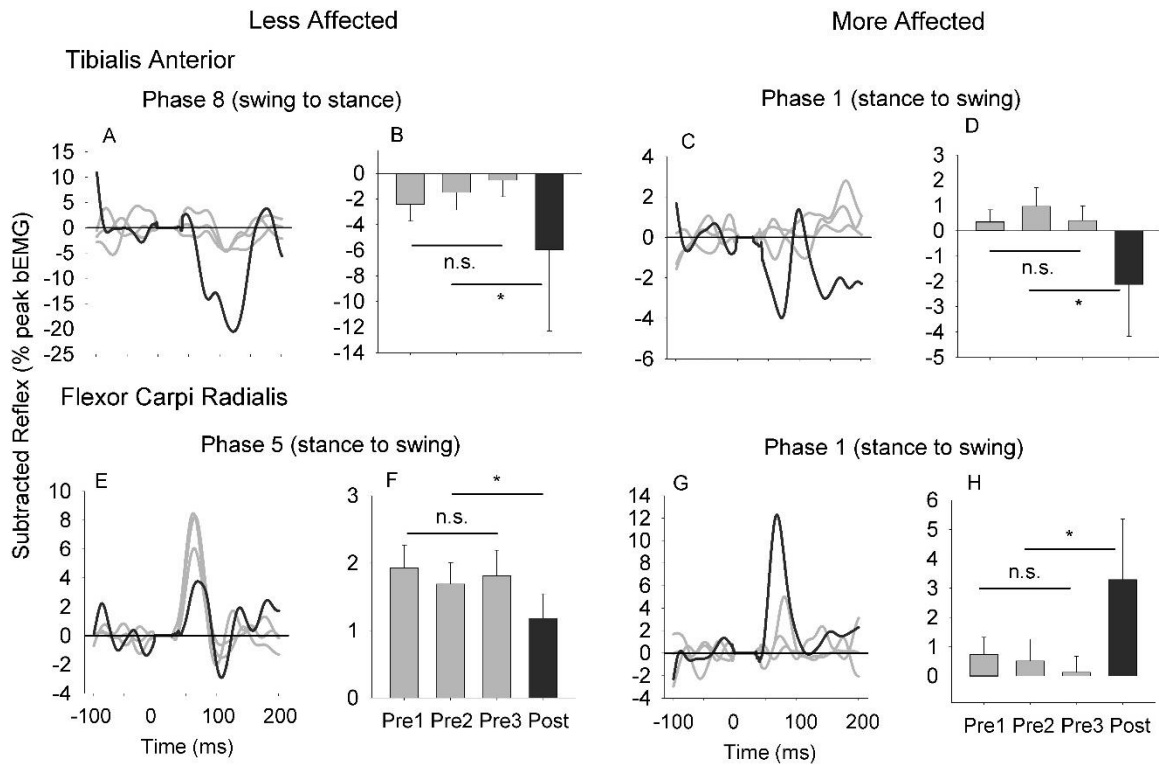 Less Affected
More Affected
Tibialis Anterior
Phase 8 (swing to stance)
Phase 1 (stance to swing)
A
B
C
D
15
10
5
0
-5
-10
-15
-20
-25
-0
-2
-4
-6
-8
-10
-12
-14
n.s.
*
4
2
0
-2
-4
-6
3
2
1
0
-1
-2
-3
-4
-5
n.s.
*
Subtracted Reflex (% peak bEMG)
Flexor Carpi Radialis
Phase 5 (stance to swing)
Phase 1 (stance to swing)
E
F
G
H
10
8
6
4
2
0
-2
-4
-100 0 100 200
Time (ms)
3
2
1
0
*
n.s.
Pre1 Pre2 Pre3 Post
14
12
10
8
6
4
2
0
-2
-4
-100 0 100 200
Time (ms)
6
5
4
3
2
1
0
*
n.s.
Pre1 Pre2 Pre3 Post